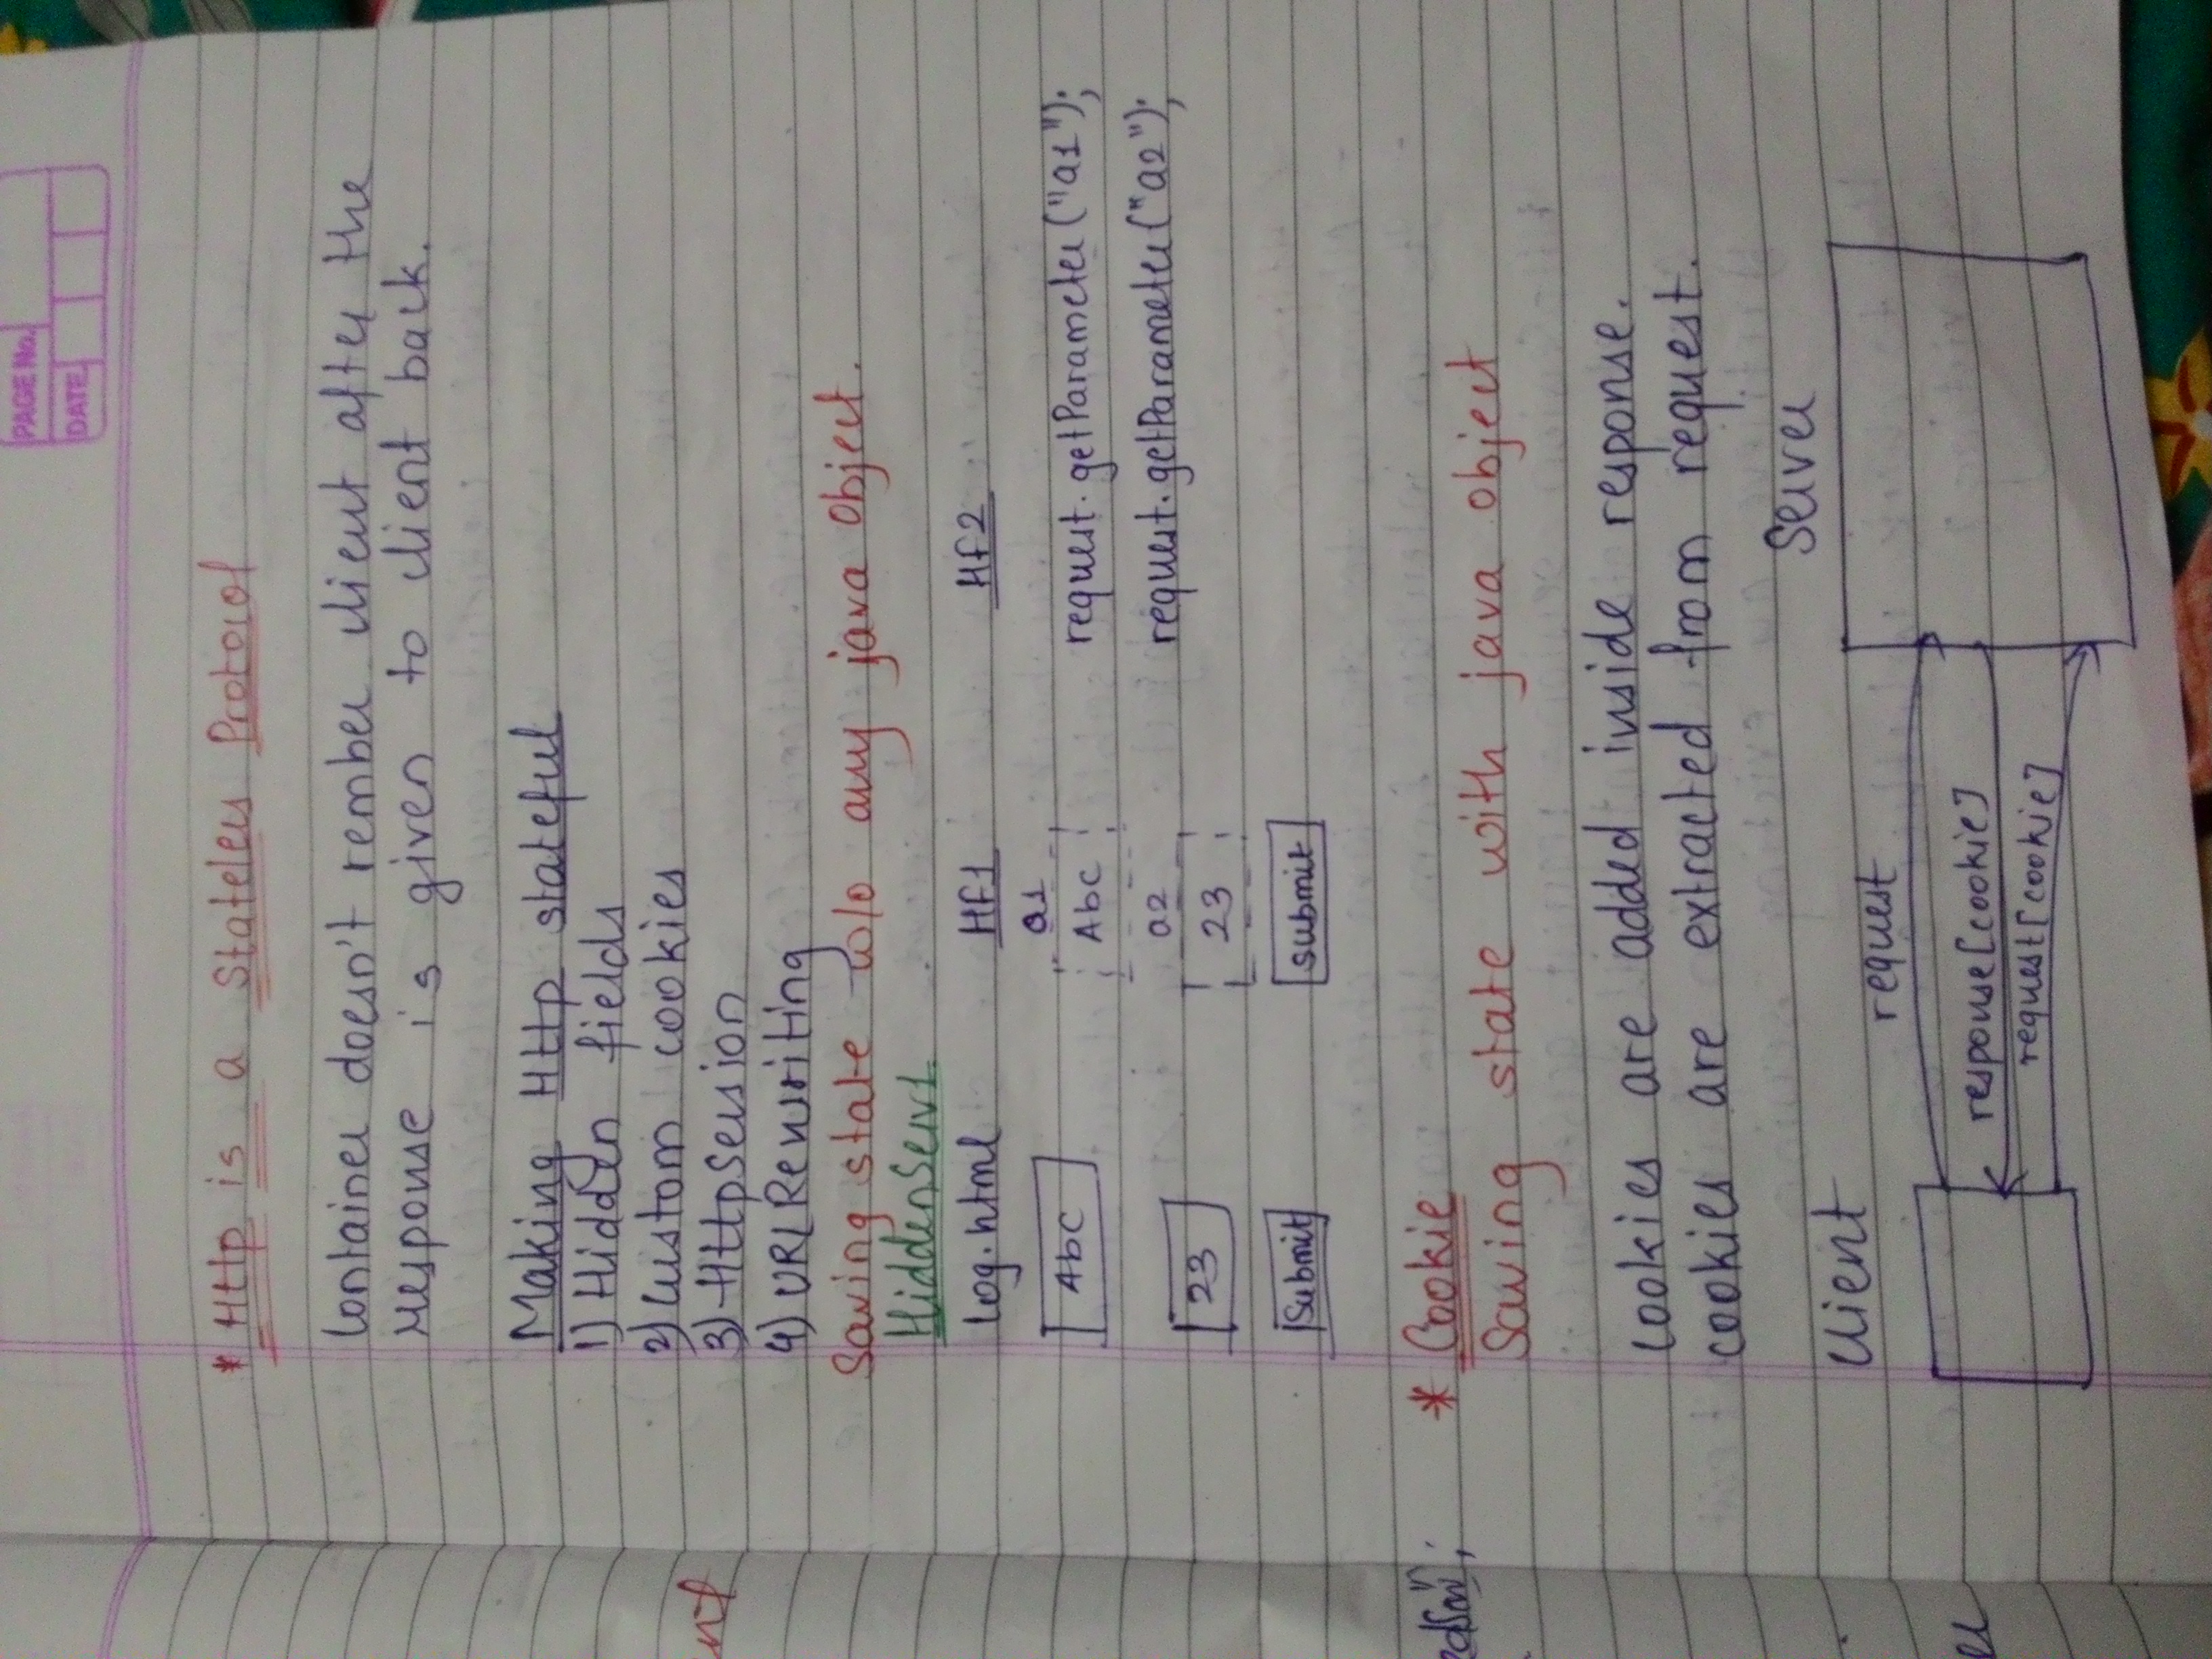 PAGE No.
DATE
* Http is a Stateless Protocol
Container doesn't rember client after the
response is given to client back.
Making Http stateful
1) Hidden fields
2) Custom cookies
3) HttpSession
4) URLRewriting
Saving state w/o any java Object.
HiddenServ1
log.html HF1 HF2
a1
Abc Abc request.getParameter("a1");
a2 request.getParameter("a2");
23 23
Submit submit
* Cookie
Saving state with java object
cookies are added inside response.
cookies are extracted from request.
Server
Client
request
response[cookie]
request[cookie]